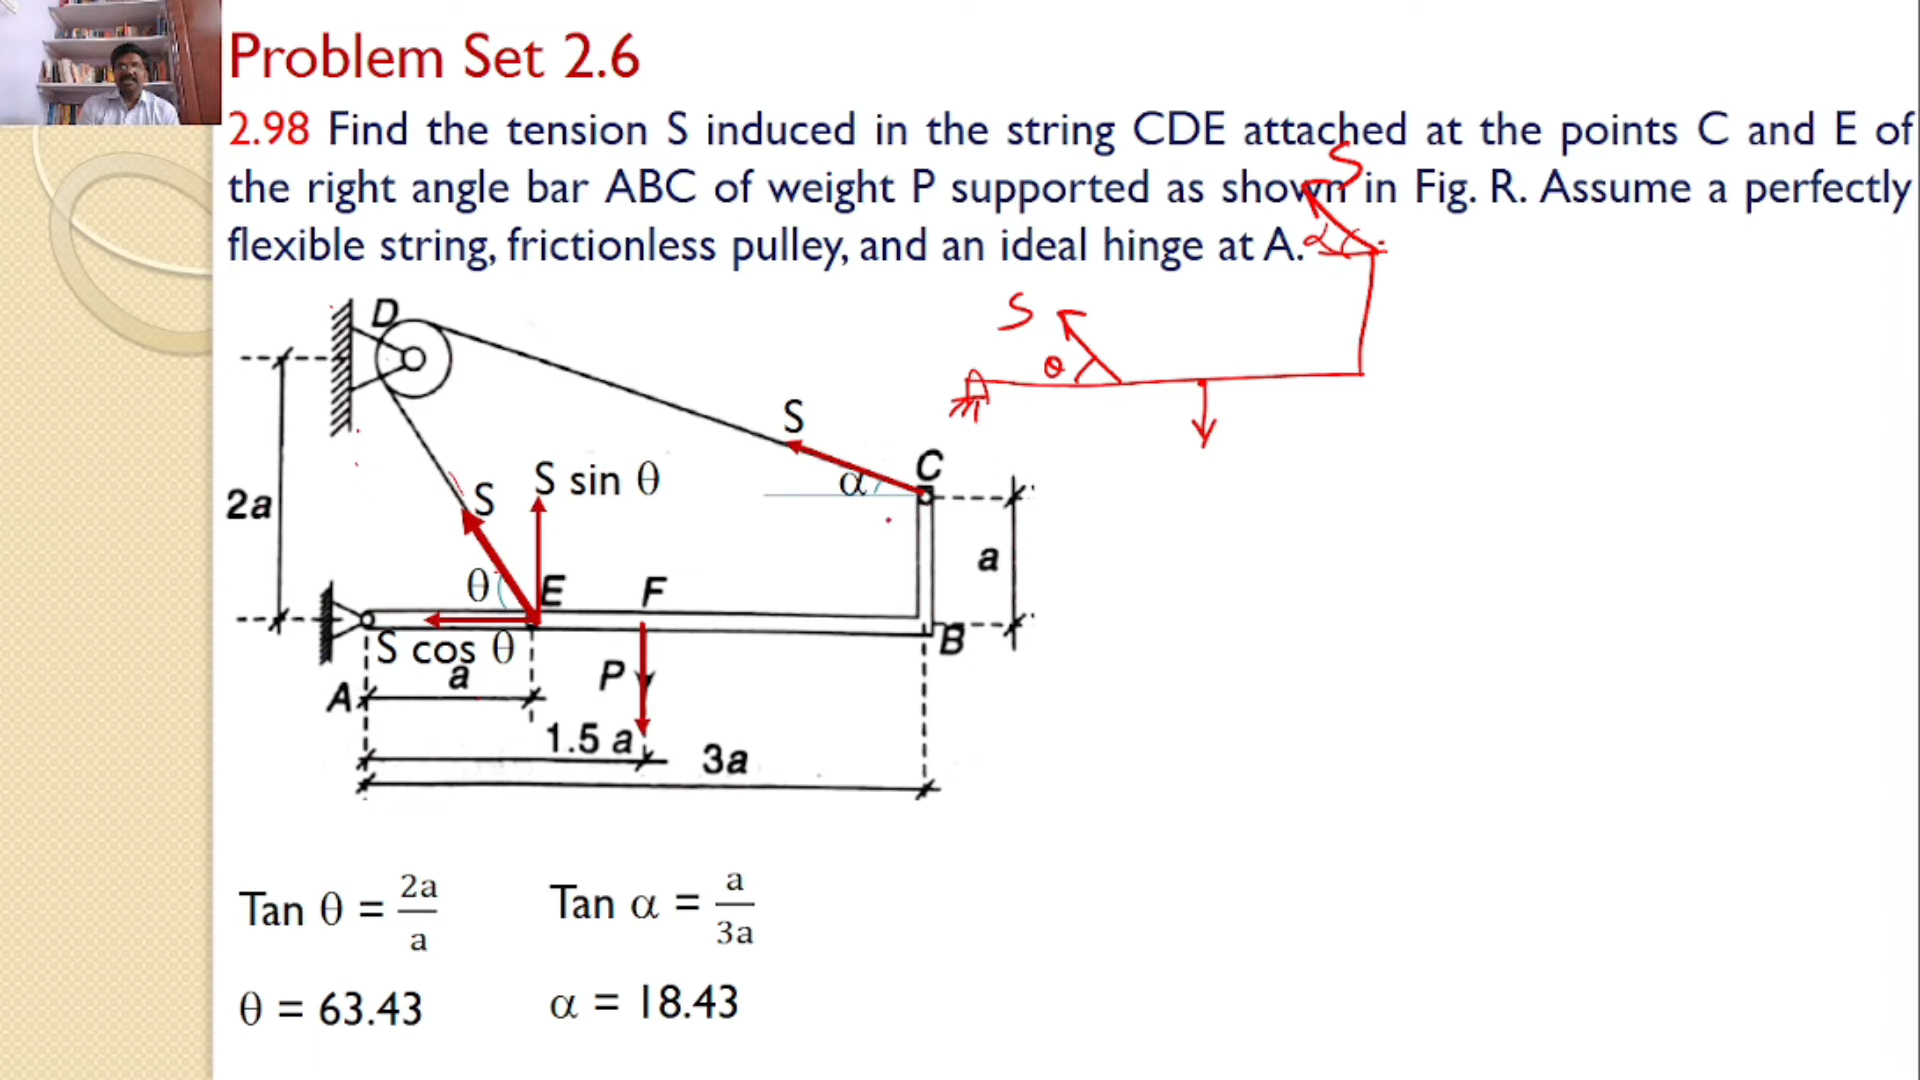 Problem Set 2.6
2.98 Find the tension S induced in the string CDE attached at the points C and E of
the right angle bar ABC of weight P supported as shown in Fig. R. Assume a perfectly
flexible string, frictionless pulley, and an ideal hinge at A.
S
α
S
θ
D
S
C
α
2a
S
S sin θ
a
θ
E
F
B
S cos θ
a
P
A
1.5 a
3a
Tan θ = 2a/a
Tan α = a/3a
θ = 63.43
α = 18.43